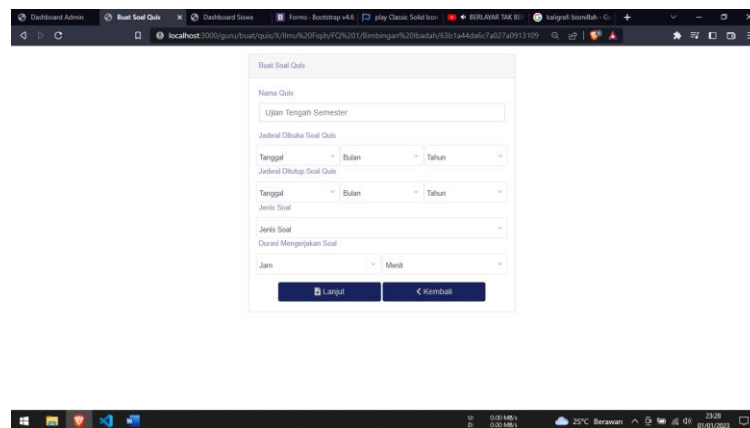 Dashboard Admin
Buat Soal Quis
Dashboard Siswa
Forms · Bootstrap v4.6
play Classic Solid Icon
BERLAYAR TAK BE
kaligrafi bismillah - Go
localhost:3000/guru/buat/quis/X/Ilmu%20Fiqih/FQ%201/Bimbingan%20Ibadah/63b1a44da6c7a027a0913109
Buat Soal Quis
Nama Quis
Ujian Tengah Semester
Jadwal Dibuka Soal Quis
Tanggal Bulan Tahun
Jadwal Ditutup Soal Quis
Tanggal Bulan Tahun
Jenis Soal
Jenis Soal
Durasi Mengerjakan Soal
Jam Menit
Lanjut Kembali
U: 0.00 MB/s
D: 0.00 MB/s
25°C Berawan
23:28
01/01/2023